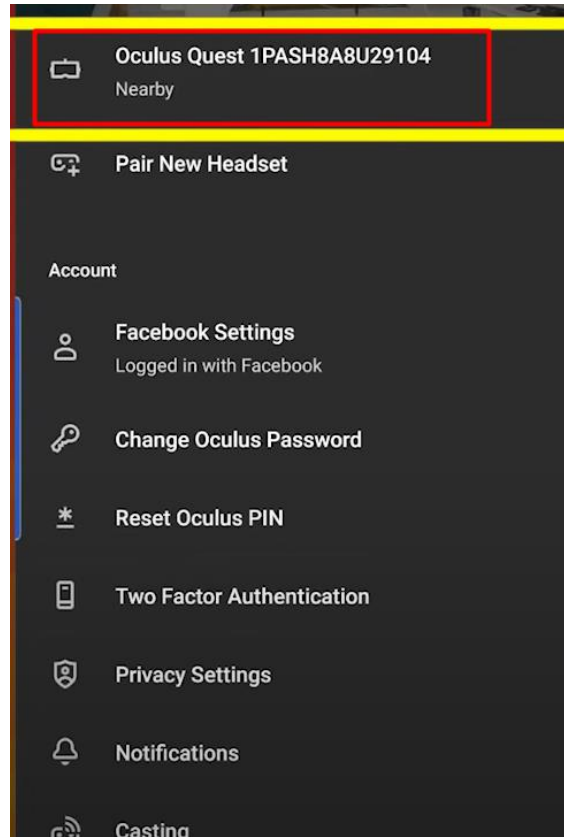 Oculus Quest 1PASH8A8U29104
Nearby
Pair New Headset
Account
Facebook Settings
Logged in with Facebook
Change Oculus Password
Reset Oculus PIN
Two Factor Authentication
Privacy Settings
Notifications
Casting